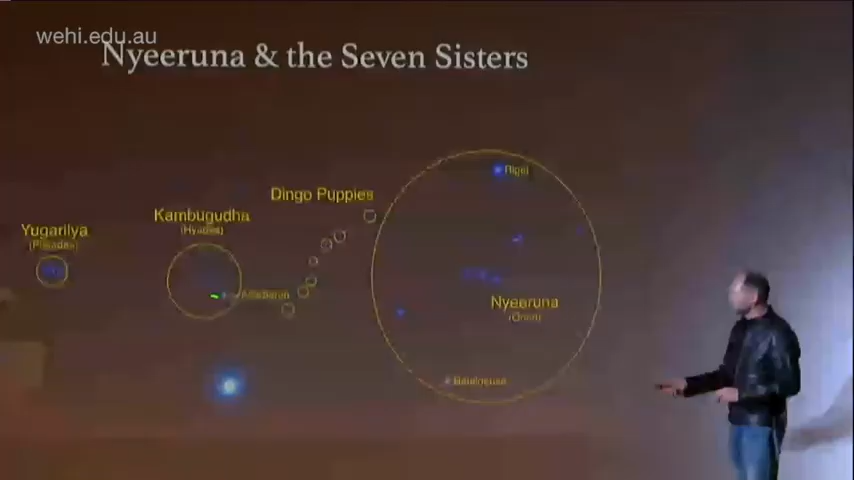 wehi.edu.au
Nyeeruna & the Seven Sisters
Rigel
Dingo Puppies
Kambugudha
(Hyades)
Yugarilya
(Pleiades)
Aldebaran
Nyeeruna
(Orion)
Betelgeuse